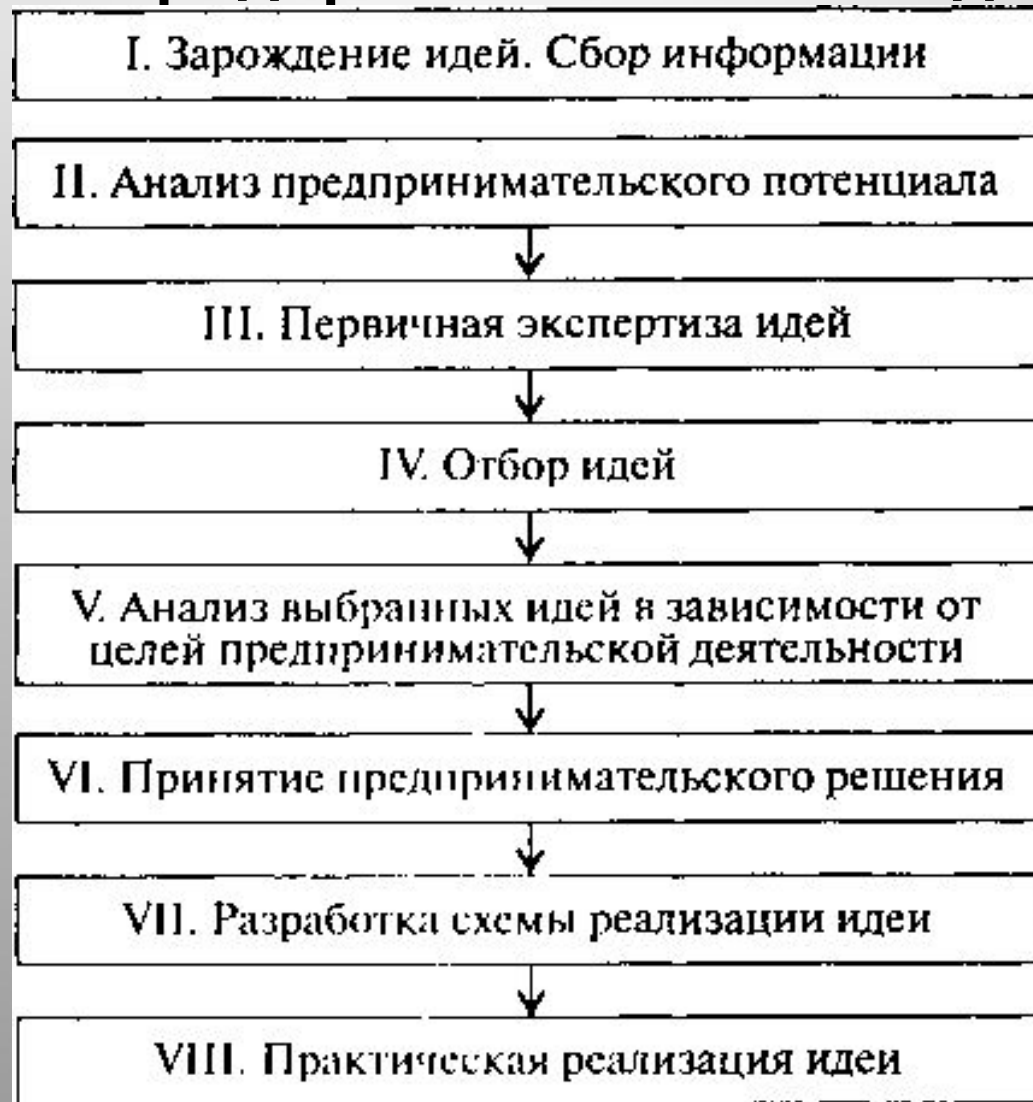 I. Зарождение идей. Сбор информации
II. Анализ предпринимательского потенциала
III. Первичная экспертиза идей
IV. Отбор идей
V. Анализ выбранных идей в зависимости от
целей предпринимательской деятельности
VI. Принятие предпринимательского решения
VII. Разработка схемы реализации идеи
VIII. Практическая реализация идеи